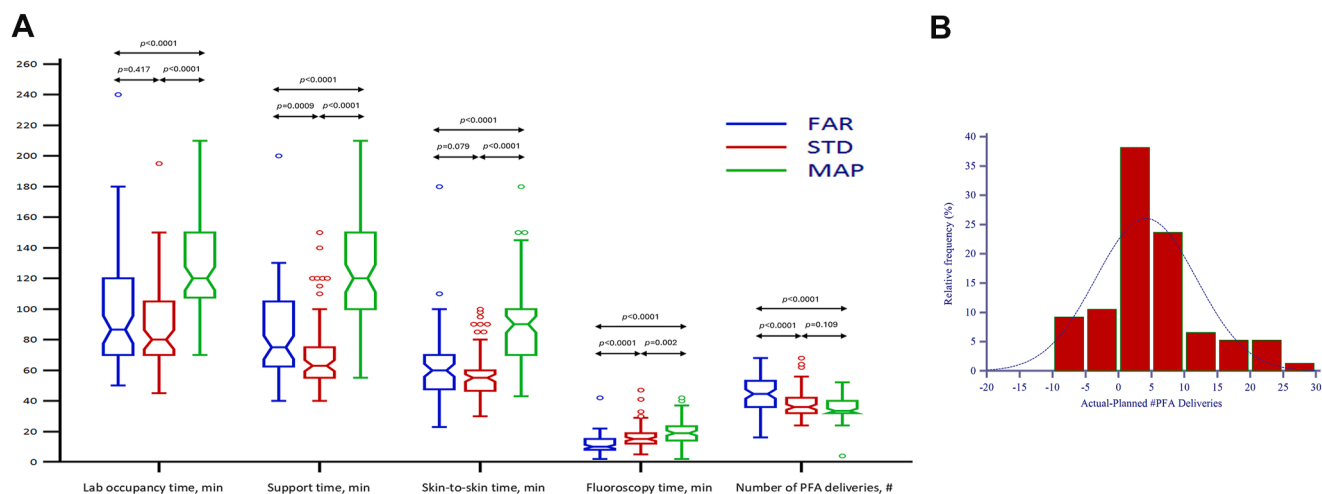 A
B
p<0.0001
p=0.417
p<0.0001
p<0.0001
p=0.0009
p<0.0001
p<0.0001
p=0.079
p<0.0001
p<0.0001
p<0.0001
p=0.002
p<0.0001
p<0.0001
p=0.109
FAR
STD
MAP
260
240
220
200
180
160
140
120
100
80
60
40
20
0
Lab occupancy time, min
Support time, min
Skin-to-skin time, min
Fluoroscopy time, min
Number of PFA deliveries, #
Relative frequency (%)
40
35
30
25
20
15
10
5
0
-20 -15 -10 -5 0 5 10 15 20 25 30
Actual-Planned #PFA Deliveries